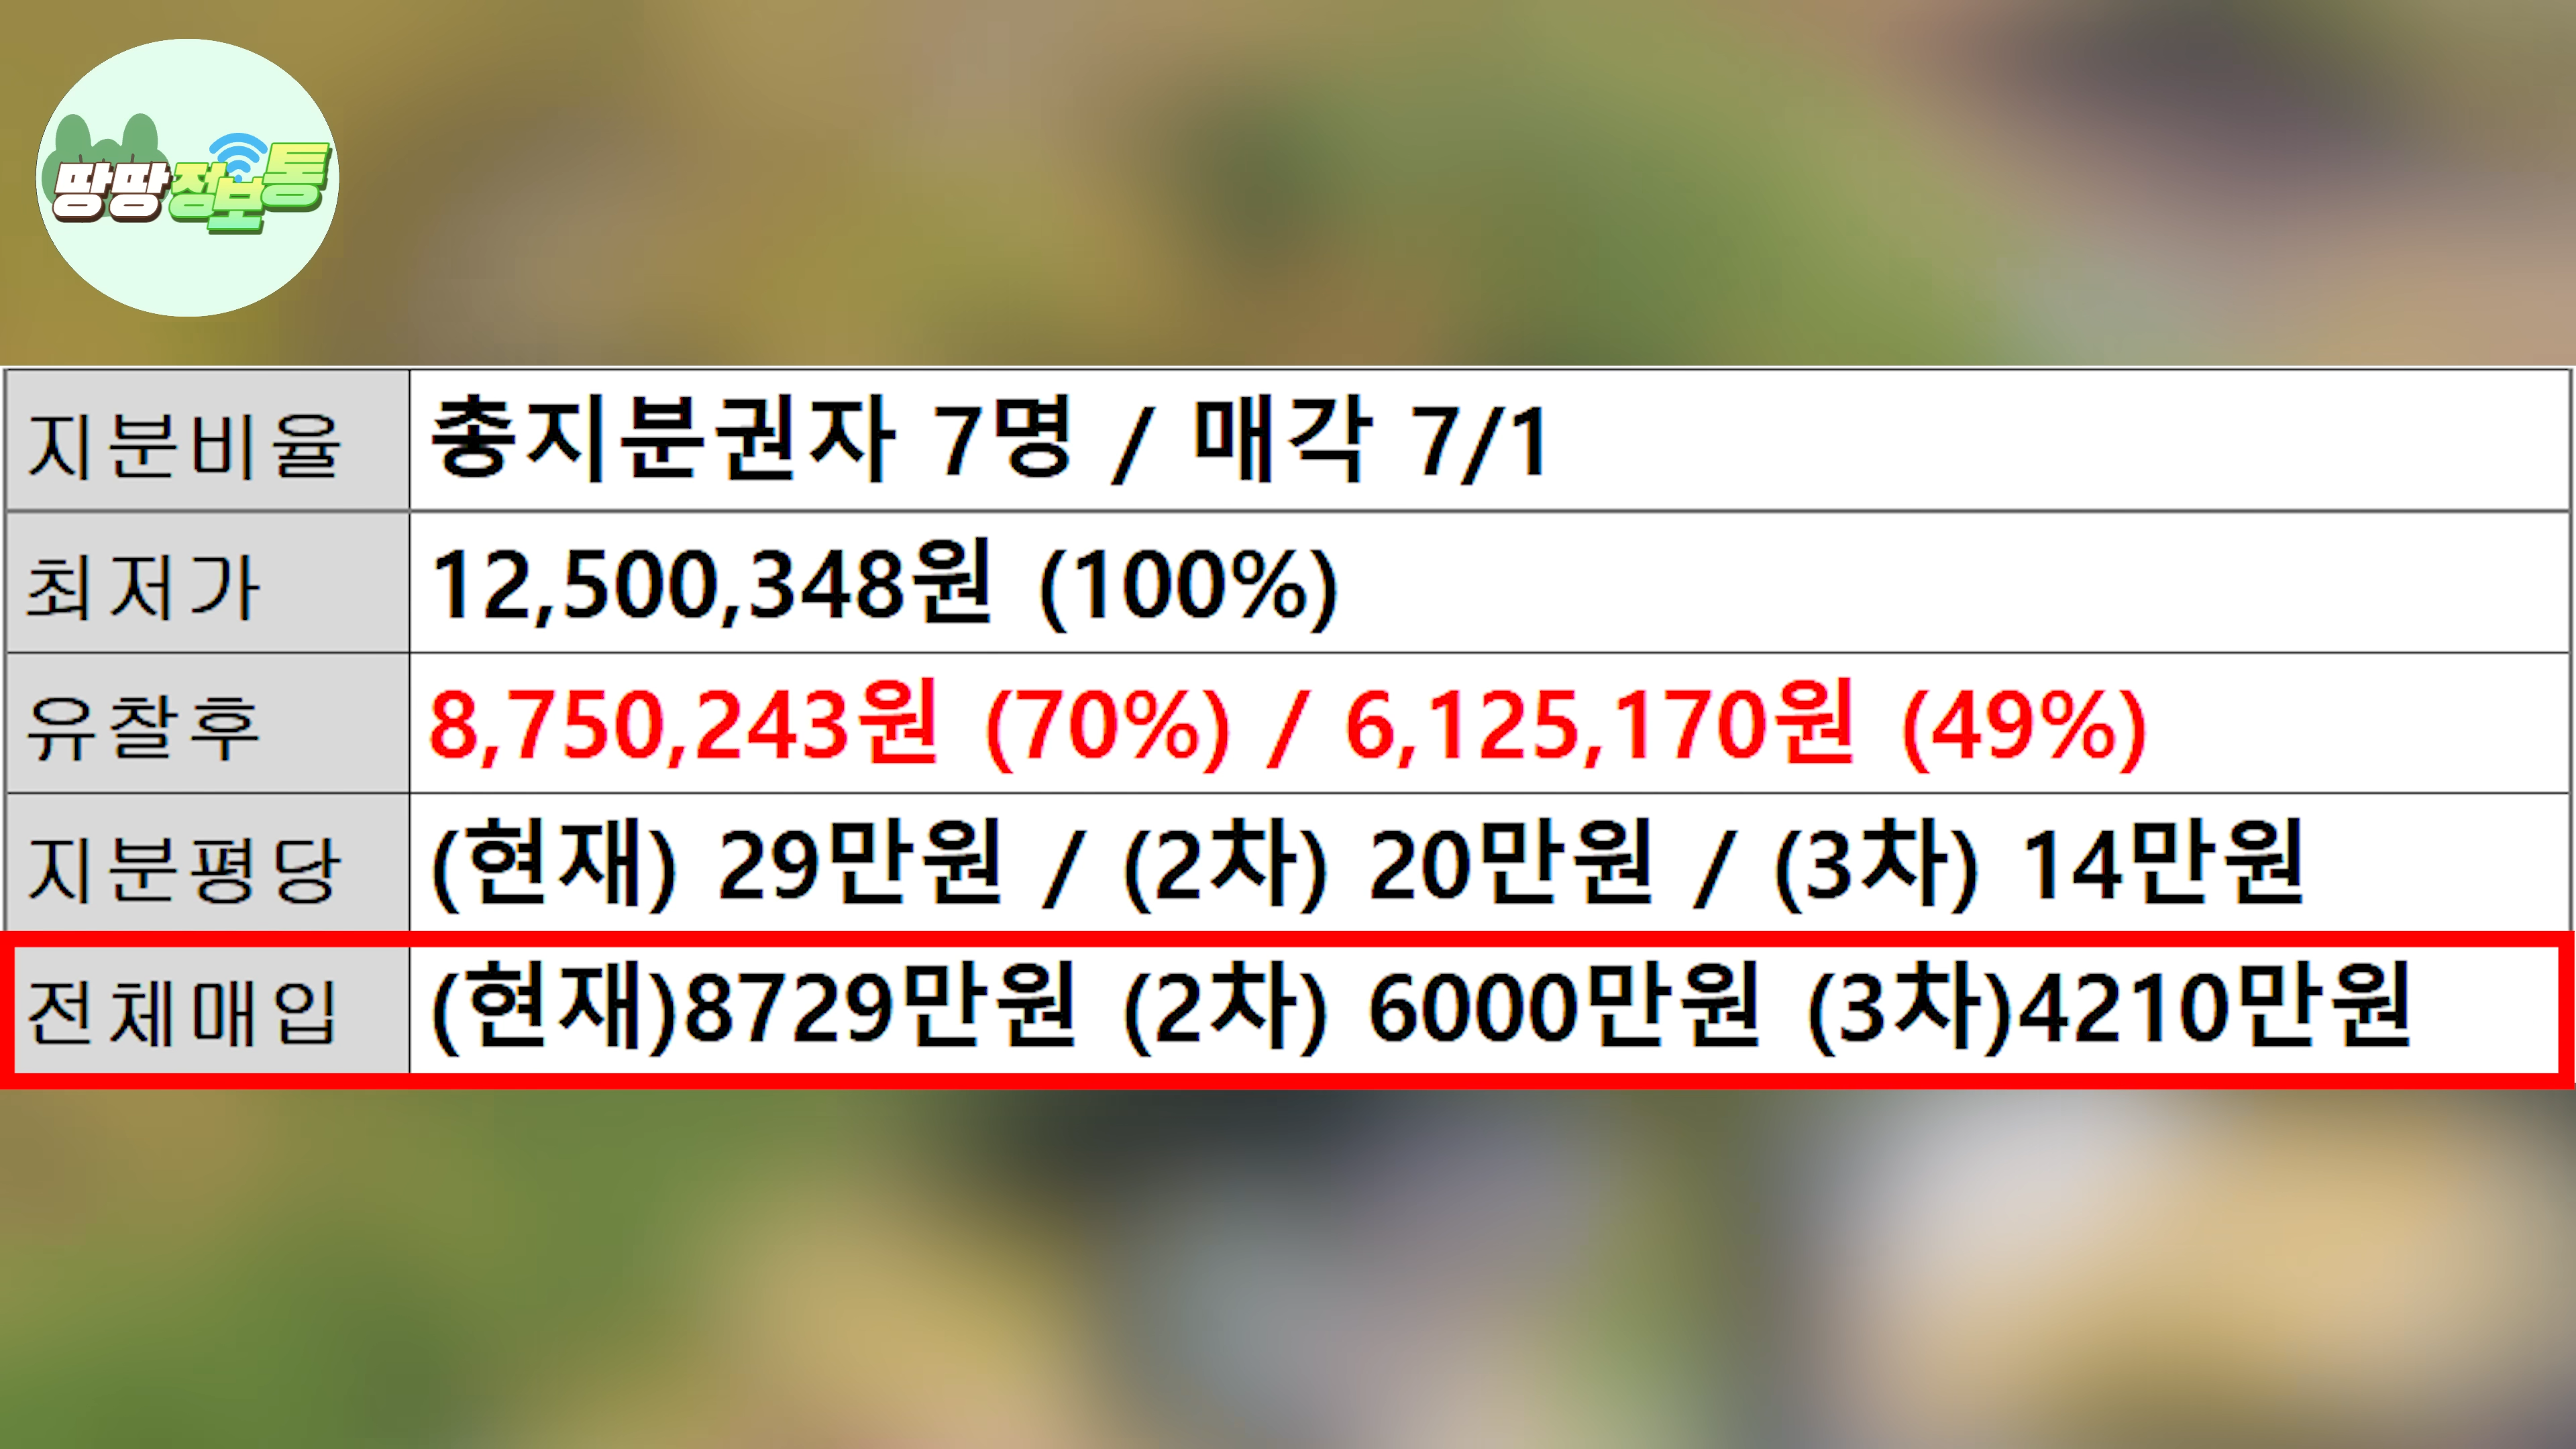 땅땅정보통
지분비율 총지분권자 7명 / 매각 7/1
최저가 12,500,348원 (100%)
유찰후 8,750,243원 (70%) / 6,125,170원 (49%)
지분평당 (현재) 29만원 / (2차) 20만원 / (3차) 14만원
전체매입 (현재)8729만원 (2차) 6000만원 (3차)4210만원